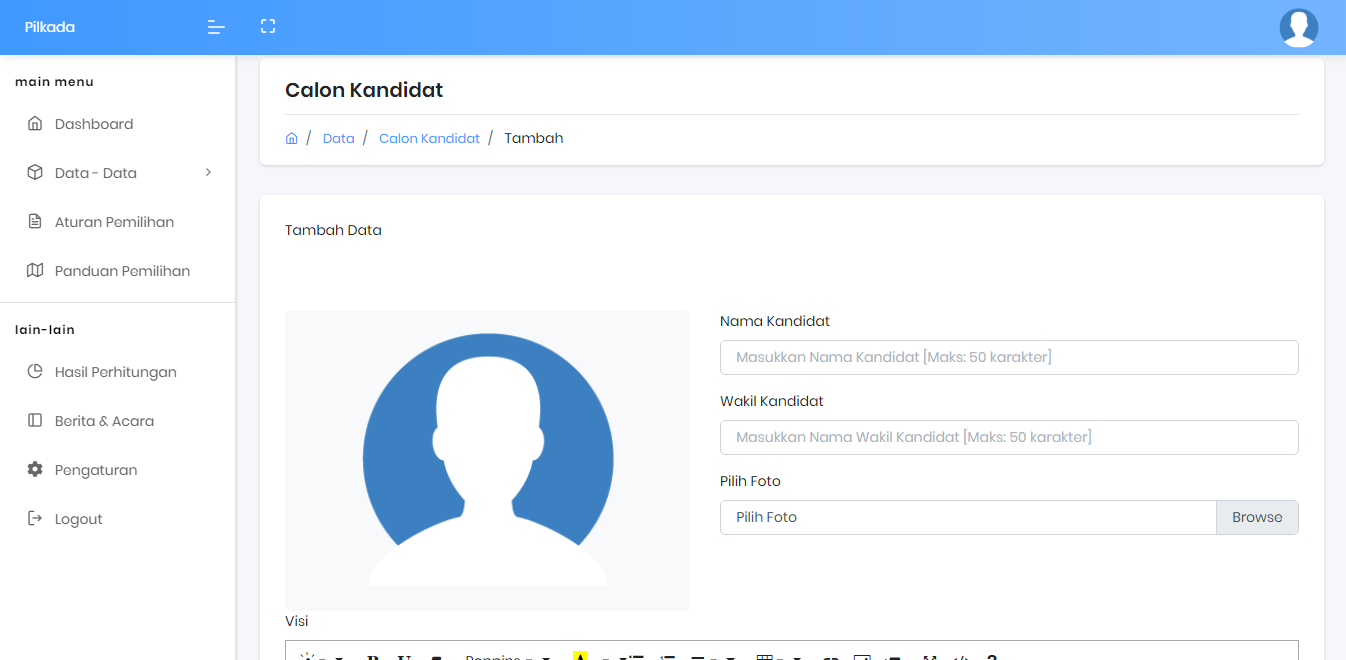 Pilkada
main menu
Dashboard
Data - Data
Aturan Pemilihan
Panduan Pemilihan
lain-lain
Hasil Perhitungan
Berita & Acara
Pengaturan
Logout
Calon Kandidat
/ Data / Calon Kandidat / Tambah
Tambah Data
Nama Kandidat
Masukkan Nama Kandidat [Maks: 50 karakter]
Wakil Kandidat
Masukkan Nama Wakil Kandidat [Maks: 50 karakter]
Pilih Foto
Pilih Foto Browse
Visi
B U Poppins A </> ?